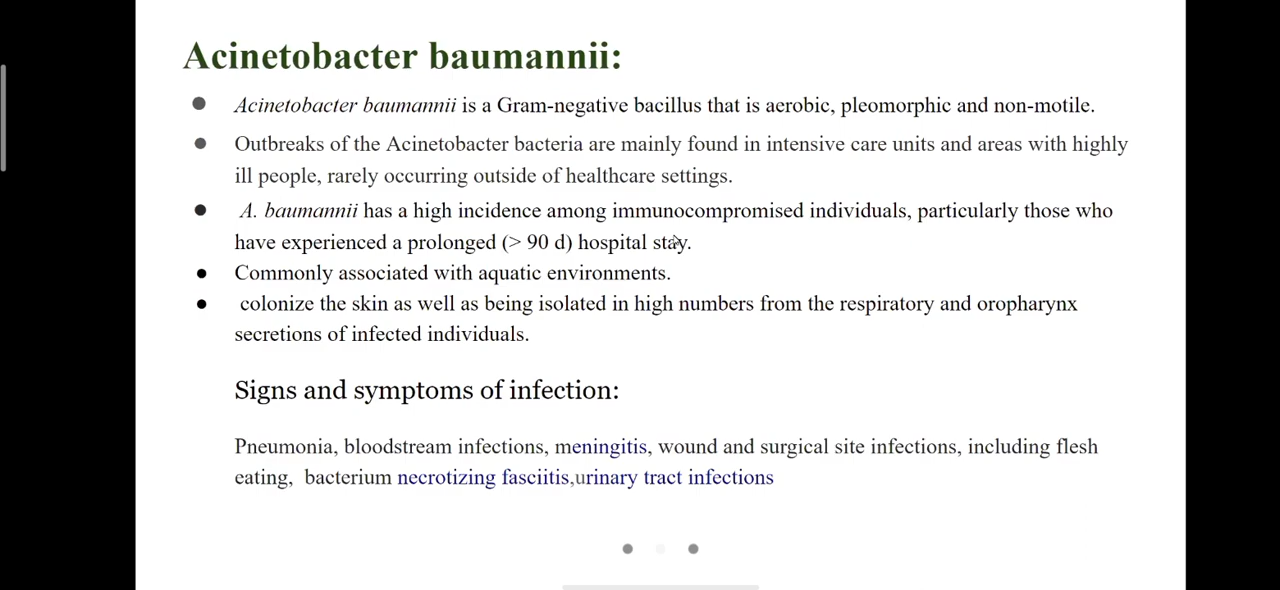 Acinetobacter baumannii:
Acinetobacter baumannii is a Gram-negative bacillus that is aerobic, pleomorphic and non-motile.
Outbreaks of the Acinetobacter bacteria are mainly found in intensive care units and areas with highly
ill people, rarely occurring outside of healthcare settings.
A. baumannii has a high incidence among immunocompromised individuals, particularly those who
have experienced a prolonged (> 90 d) hospital stay.
Commonly associated with aquatic environments.
colonize the skin as well as being isolated in high numbers from the respiratory and oropharynx
secretions of infected individuals.
Signs and symptoms of infection:
Pneumonia, bloodstream infections, meningitis, wound and surgical site infections, including flesh
eating, bacterium necrotizing fasciitis,urinary tract infections